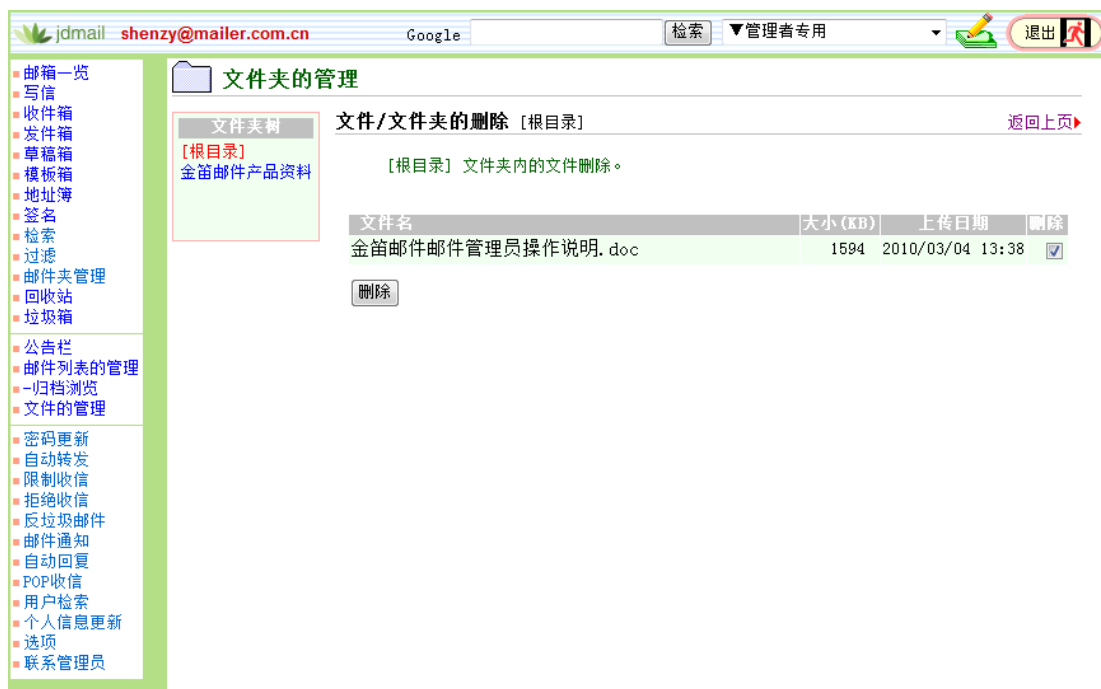 jdmail shenzy@mailer.com.cn Google 检索 ▼管理者专用 退出
邮箱一览
写信
收件箱
发件箱
草稿箱
模板箱
地址簿
签名
检索
过滤
邮件夹管理
回收站
垃圾箱
公告栏
邮件列表的管理
-归档浏览
文件的管理
密码更新
自动转发
限制收信
拒绝收信
反垃圾邮件
邮件通知
自动回复
POP收信
用户检索
个人信息更新
选项
联系管理员
文件夹的管理
文件夹树
[根目录]
金笛邮件产品资料
文件/文件夹的删除 [根目录] 返回上页
[根目录] 文件夹内的文件删除。
文件名 大小(KB) 上传日期 删除
金笛邮件邮件管理员操作说明.doc 1594 2010/03/04 13:38
删除